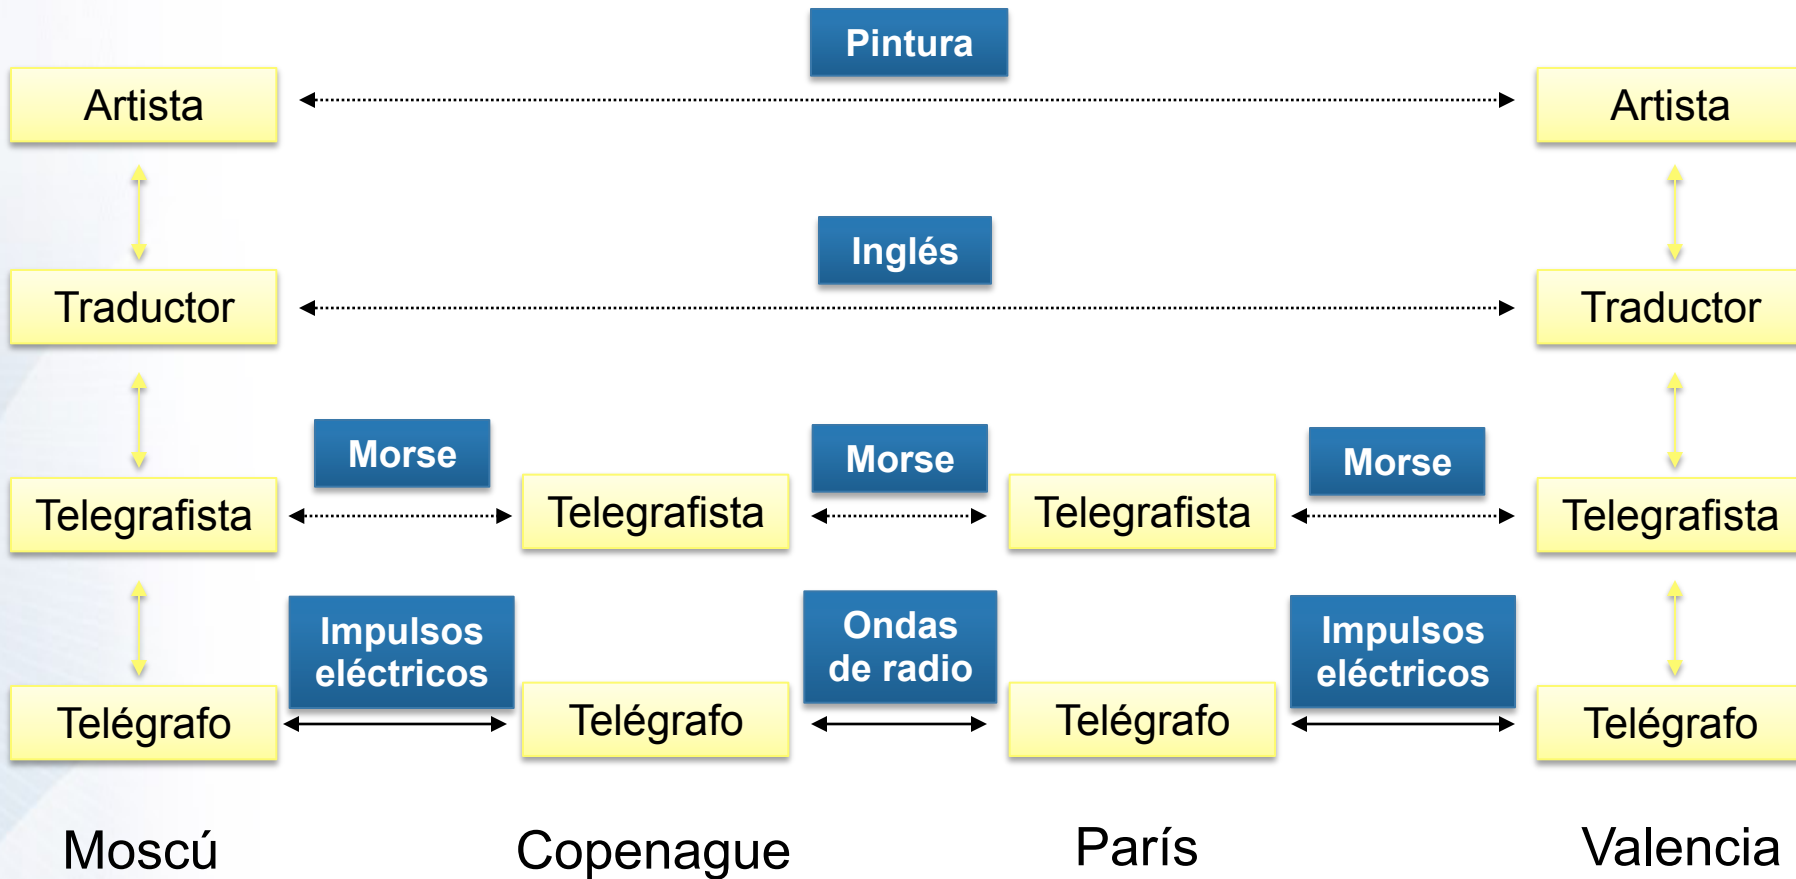 Pintura
Artista
Artista
Inglés
Traductor
Traductor
Morse
Morse
Morse
Telegrafista
Telegrafista
Telegrafista
Telegrafista
Impulsos
eléctricos
Ondas
de radio
Impulsos
eléctricos
Telégrafo
Telégrafo
Telégrafo
Telégrafo
Moscú
Copenague
París
Valencia